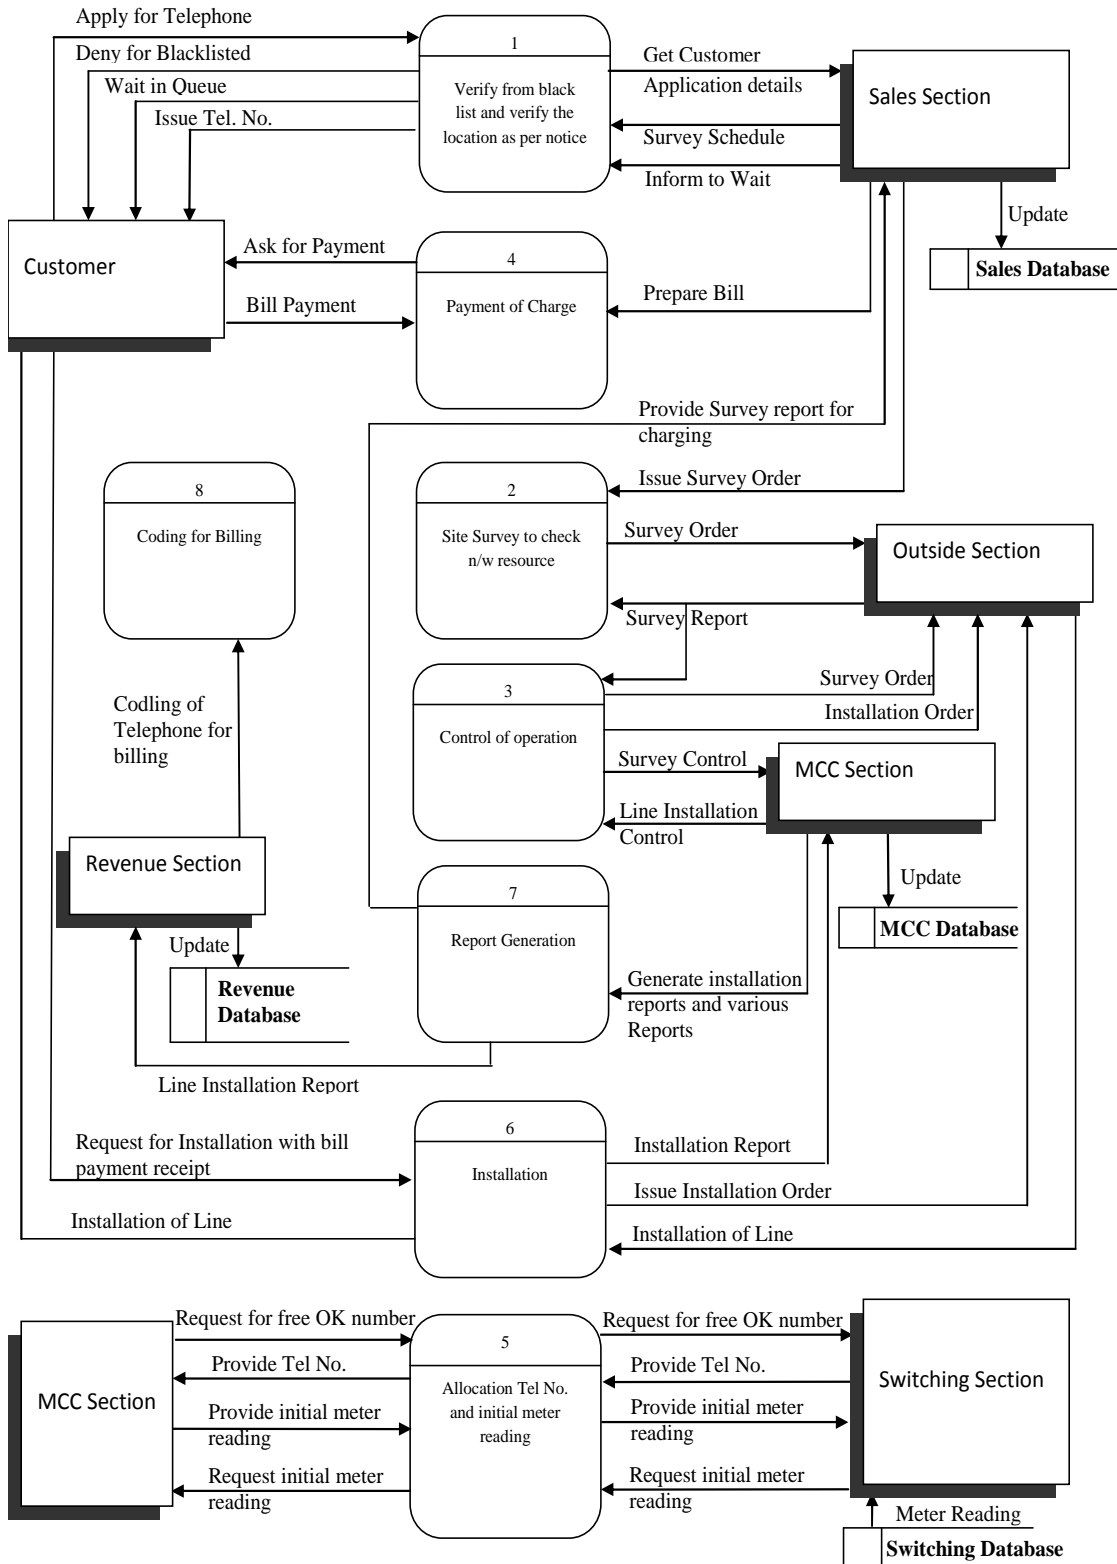 Apply for Telephone
Deny for Blacklisted
Wait in Queue
Issue Tel. No.
1
Verify from black
list and verify the
location as per notice
Get Customer
Application details
Survey Schedule
Inform to Wait
Sales Section
Update
Sales Database
Customer
Ask for Payment
Bill Payment
4
Payment of Charge
Prepare Bill
Provide Survey report for
charging
8
Coding for Billing
2
Site Survey to check
n/w resource
Issue Survey Order
Survey Order
Outside Section
Survey Report
3
Control of operation
Survey Order
Installation Order
Survey Control
MCC Section
Line Installation
Control
Codling of
Telephone for
billing
Revenue Section
Update
Revenue
Database
7
Report Generation
Update
MCC Database
Generate installation
reports and various
Reports
Line Installation Report
6
Installation
Request for Installation with bill
payment receipt
Installation of Line
Installation Report
Issue Installation Order
Installation of Line
MCC Section
Request for free OK number
Provide Tel No.
Provide initial meter
reading
Request initial meter
reading
5
Allocation Tel No.
and initial meter
reading
Request for free OK number
Provide Tel No.
Provide initial meter
reading
Request initial meter
reading
Switching Section
Meter Reading
Switching Database